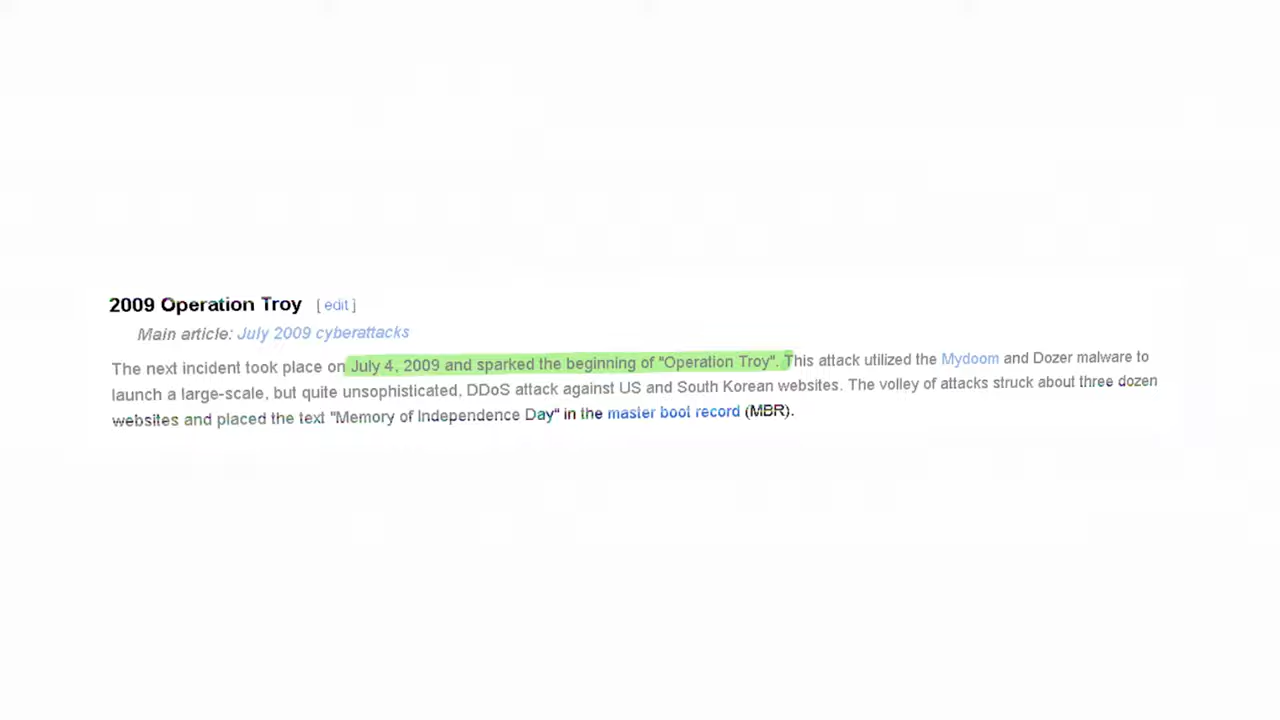 2009 Operation Troy [ edit ]
Main article: July 2009 cyberattacks
The next incident took place on July 4, 2009 and sparked the beginning of "Operation Troy". This attack utilized the Mydoom and Dozer malware to
launch a large-scale, but quite unsophisticated, DDoS attack against US and South Korean websites. The volley of attacks struck about three dozen
websites and placed the text "Memory of Independence Day" in the master boot record (MBR).